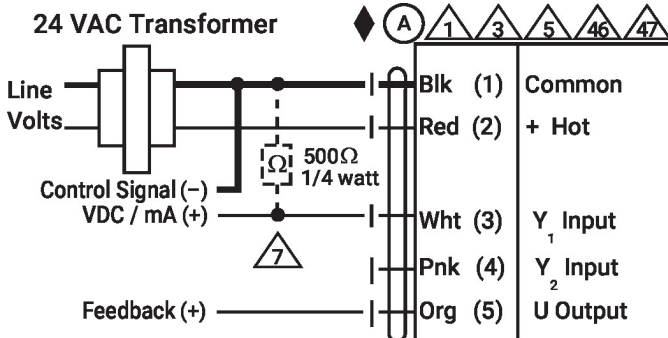 24 VAC Transformer
A 1 3 5 46 47
Line Volts
Blk (1) Common
Red (2) + Hot
Ω 500Ω
1/4 watt
Control Signal (−)
VDC / mA (+)
Wht (3) Y1 Input
7
Pnk (4) Y2 Input
Feedback (+)
Org (5) U Output